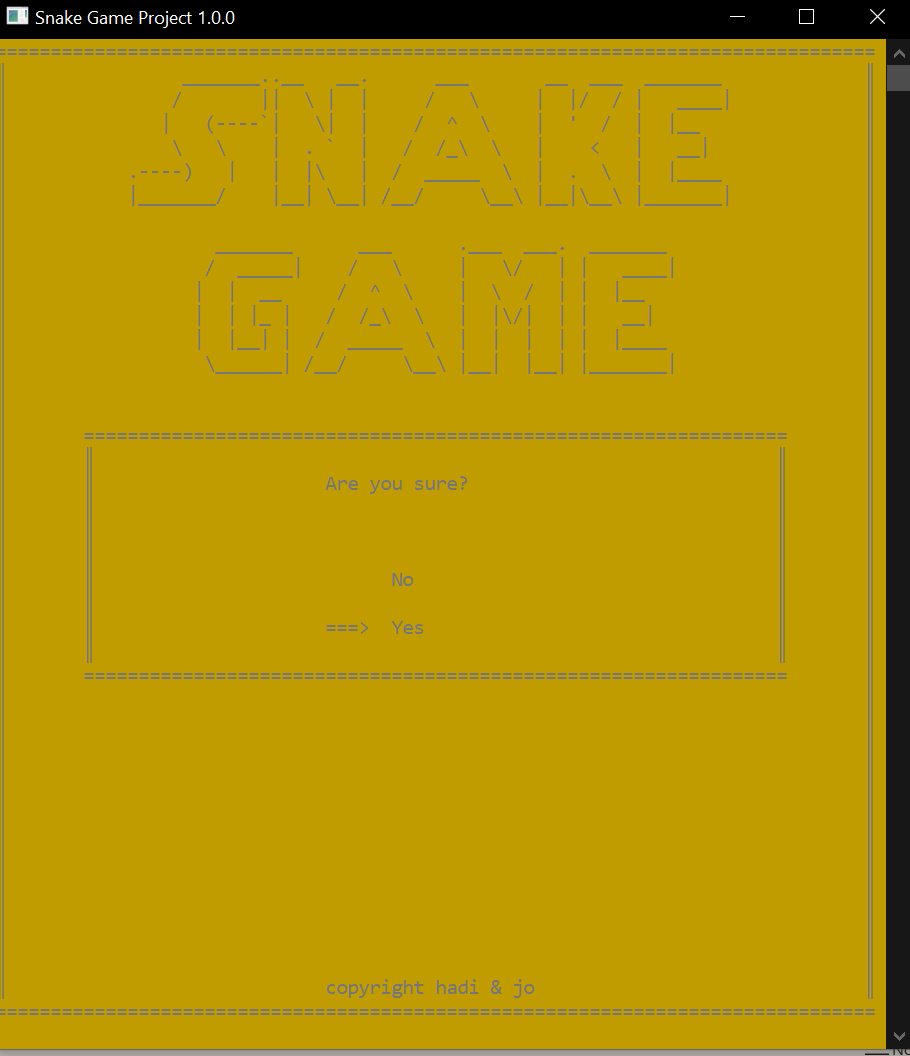 Snake Game Project 1.0.0
SNAKE
GAME
Are you sure?
No
===> Yes
copyright hadi & jo